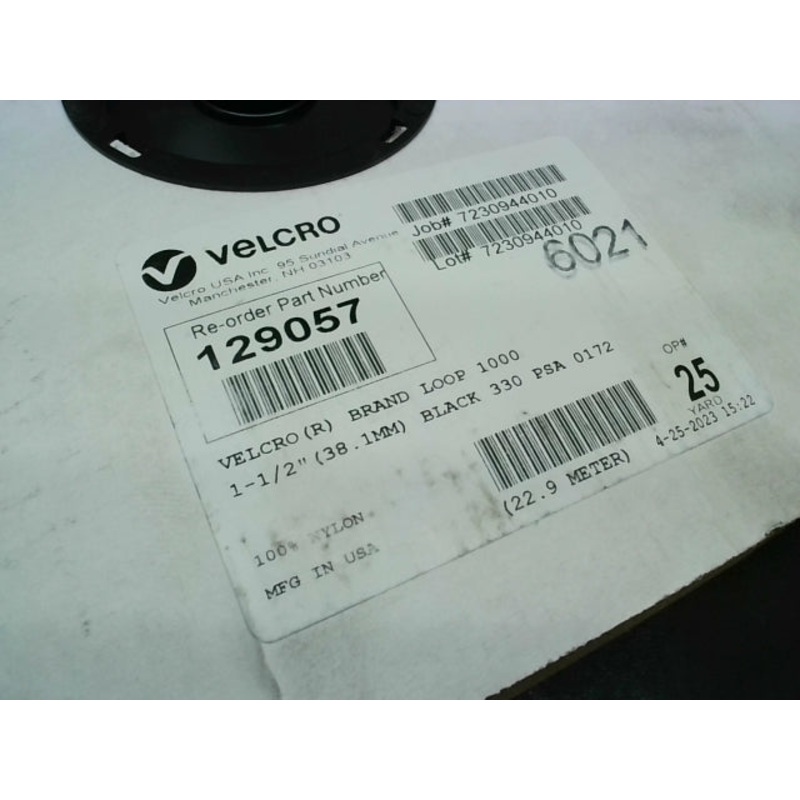 VELCRO
Velcro USA Inc. 95 Sundial Avenue
Manchester, NH 03103
Job# 7230944010
Lot# 7230944010
6021
Re-order Part Number
129057
VELCRO(R) BRAND LOOP 1000
1-1/2" (38.1MM) BLACK 330 PSA 0172
OP#
25
YARD
4-25-2023 15:22
(22.9 METER)
100% NYLON
MFG IN USA